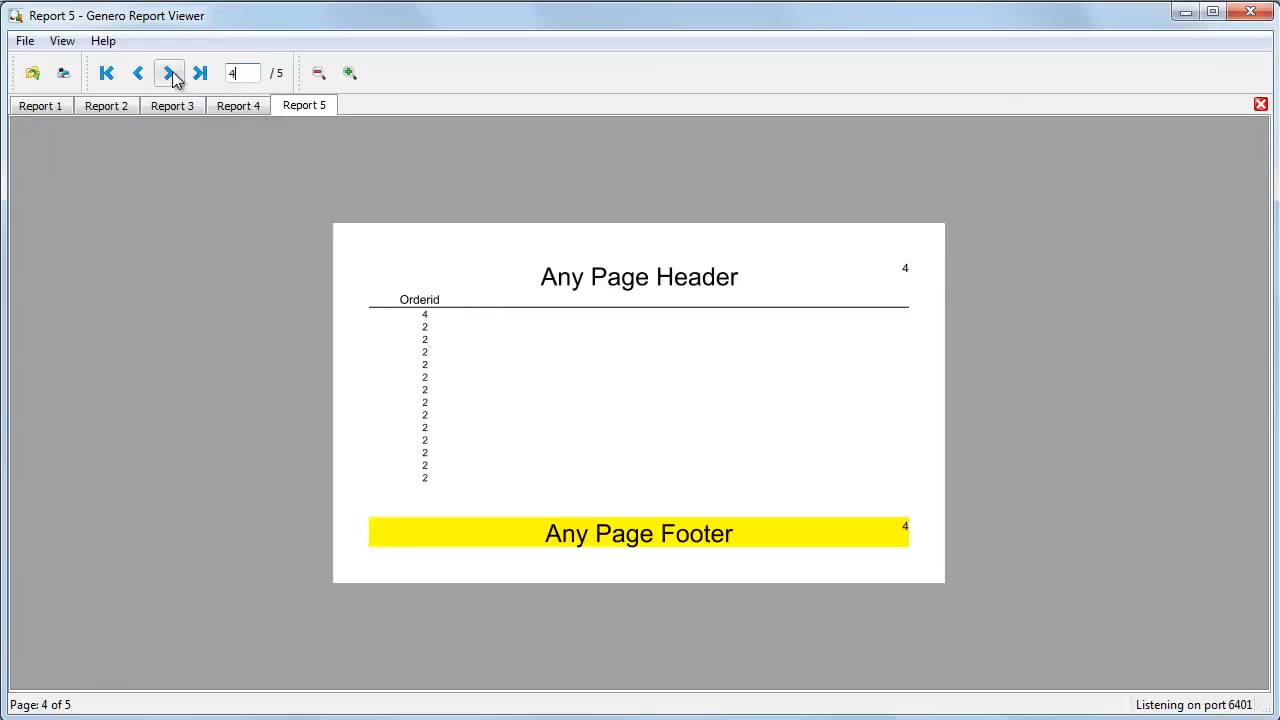 Report 5 - Genero Report Viewer
File View Help
4 / 5
Report 1 Report 2 Report 3 Report 4 Report 5
4
Any Page Header
Orderid
4
2
2
2
2
2
2
2
2
2
2
2
2
2
Any Page Footer 4
Page: 4 of 5 Listening on port 6401